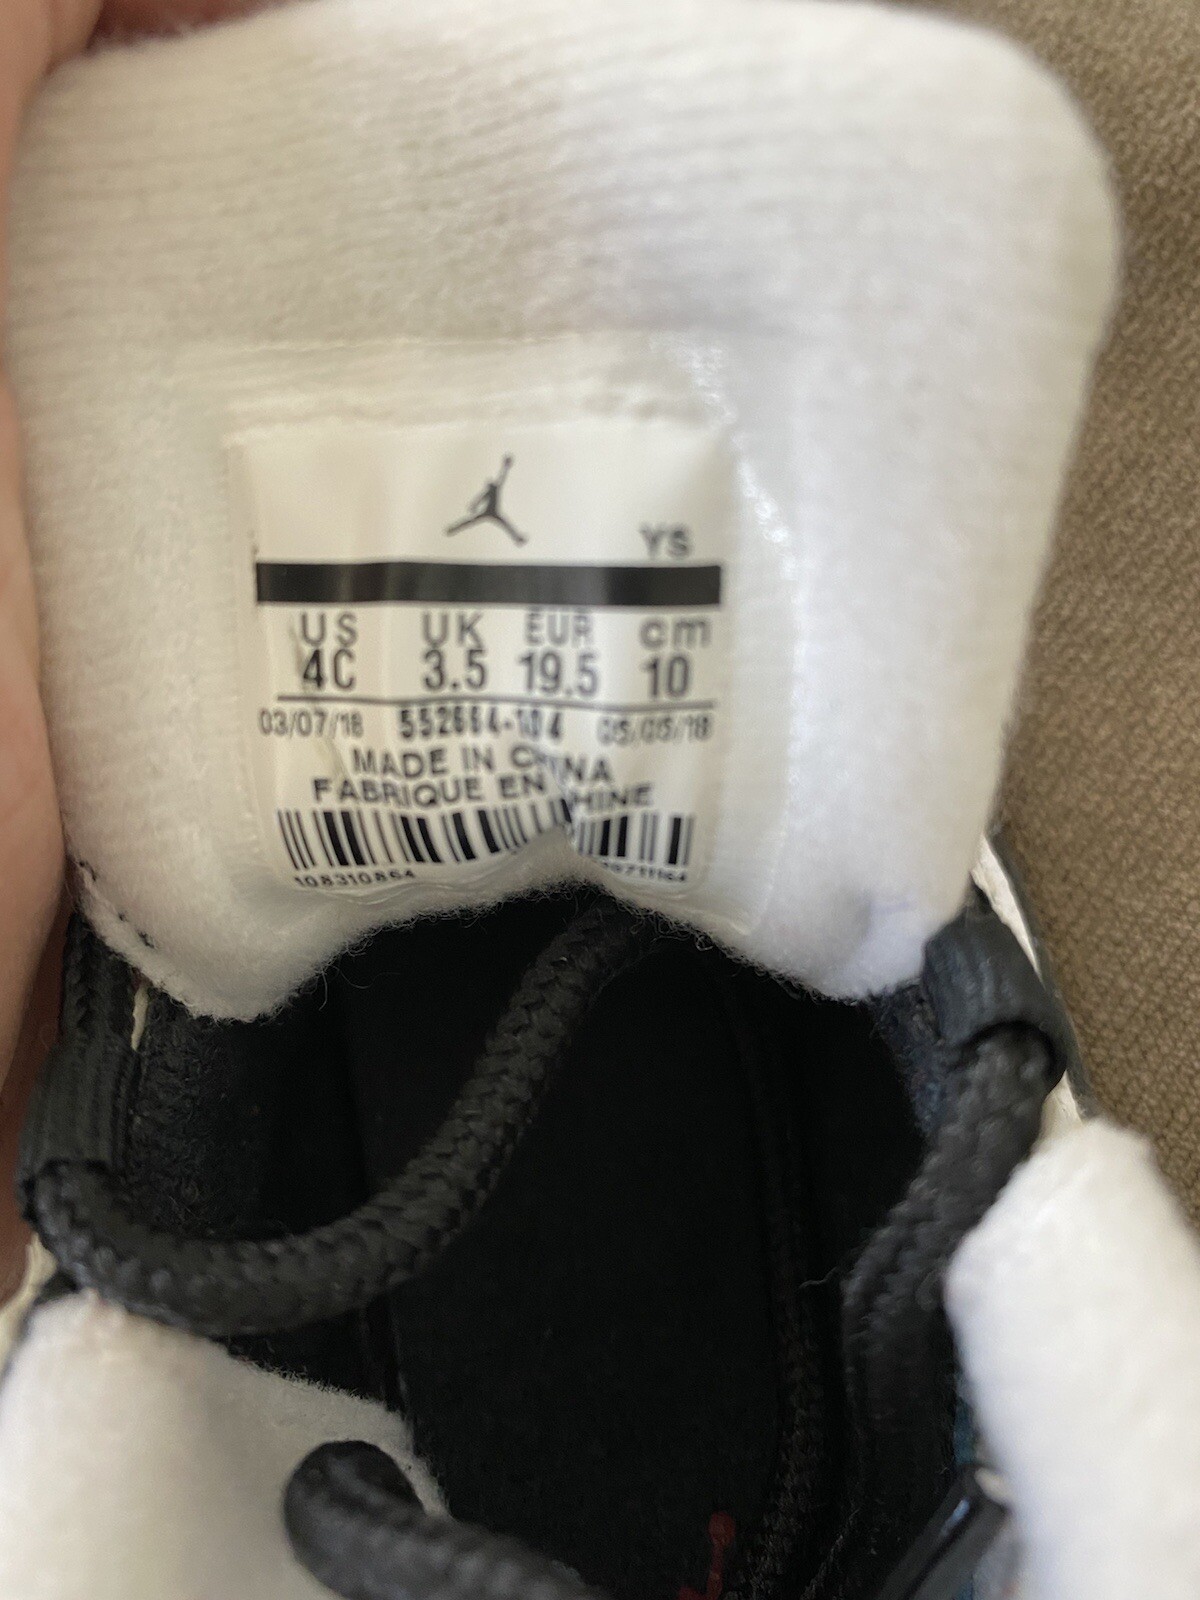 YS
US UK EUR cm
4C 3.5 19.5 10
03/07/18 552664-104 05/05/18
MADE IN CHINA
FABRIQUE EN CHINE
108310864